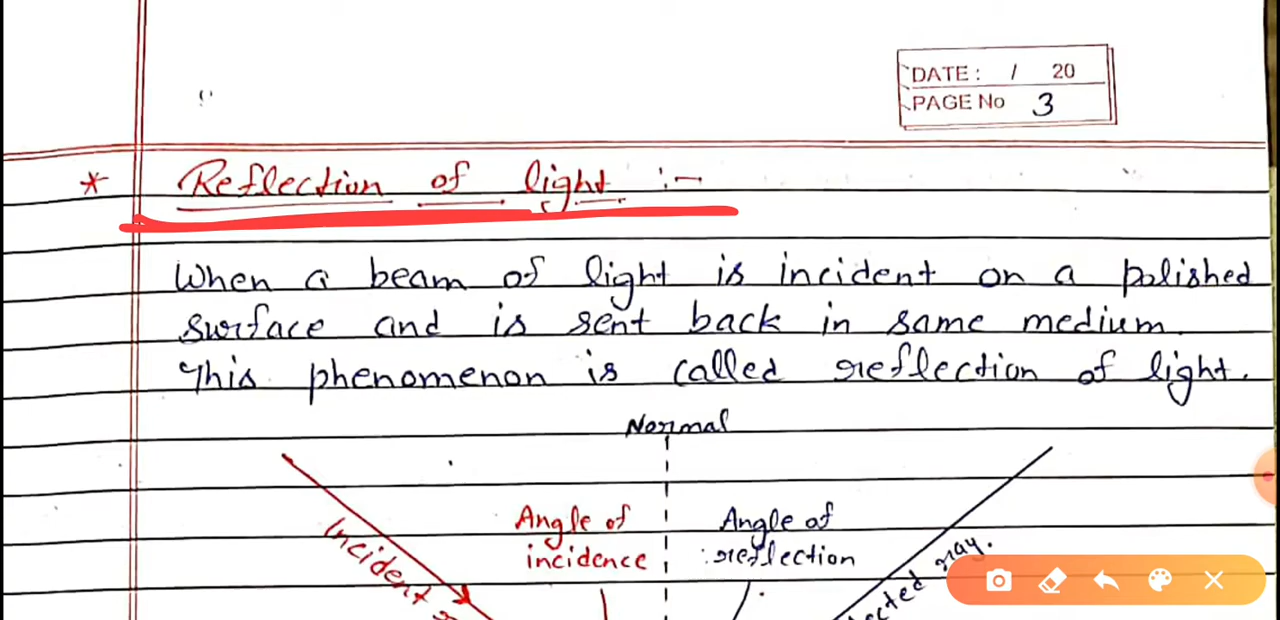 DATE : / 20
PAGE No 3
* Reflection of light :-
When a beam of light is incident on a polished
surface and is sent back in same medium.
This phenomenon is called reflection of light.
Normal
Angle of
incidence
Angle of
reflection
Incident
ray.